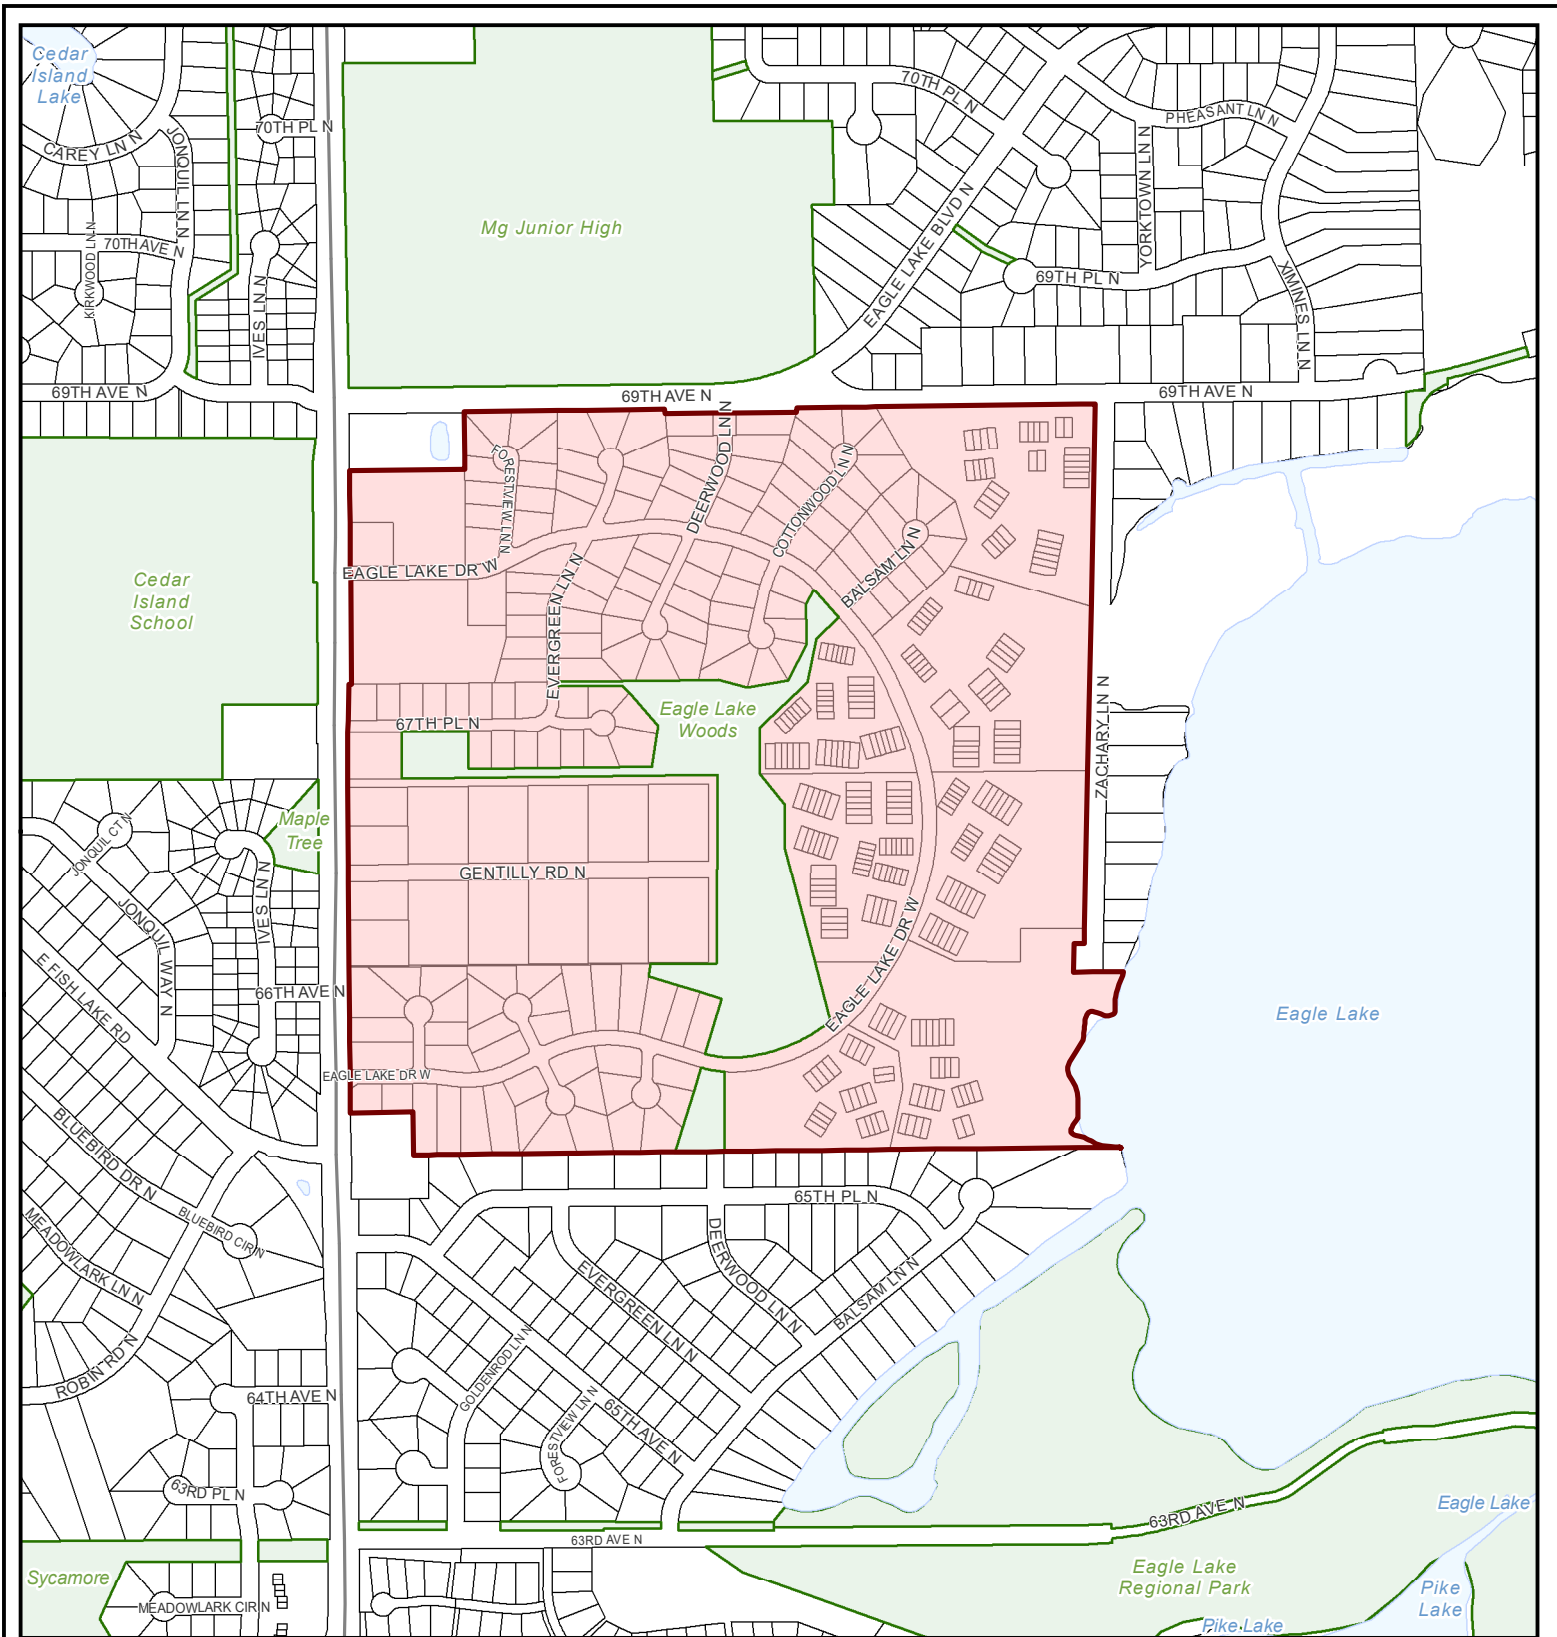 Cedar
Island
Lake
CAREY LN N
JONQUIL LN N
70TH PL N
KIRKWOOD LN N
70TH AVE N
IVES LN N
69TH AVE N
Mg Junior High
70TH PL N
PHEASANT LN N
YORKTOWN LN N
EAGLE LAKE BLVD N
69TH PL N
XIMINES LN N
69TH AVE N
69TH AVE N
Cedar
Island
School
FORESTVIEW LN N
DEERWOOD LN N
COTTONWOOD LN N
BALSAM LN N
EAGLE LAKE DR W
EVERGREEN LN N
67TH PL N
Eagle Lake
Woods
ZACHARY LN N
GENTILLY RD N
EAGLE LAKE DR W
EAGLE LAKE DR W
Maple
Tree
JONQUIL CT N
IVES LN N
JONQUIL WAY N
E FISH LAKE RD
66TH AVE N
Eagle Lake
BLUEBIRD DR N
BLUEBIRD CIR N
MEADOWLARK LN N
ROBIN RD N
64TH AVE N
63RD PL N
65TH PL N
DEERWOOD LN N
EVERGREEN LN N
BALSAM LN N
GOLDENROD LN N
FORESTVIEW LN N
65TH AVE N
63RD AVE N
63RD AVE N
Eagle Lake
Eagle Lake
Regional Park
Pike
Lake
Pike Lake
Sycamore
MEADOWLARK CIR N